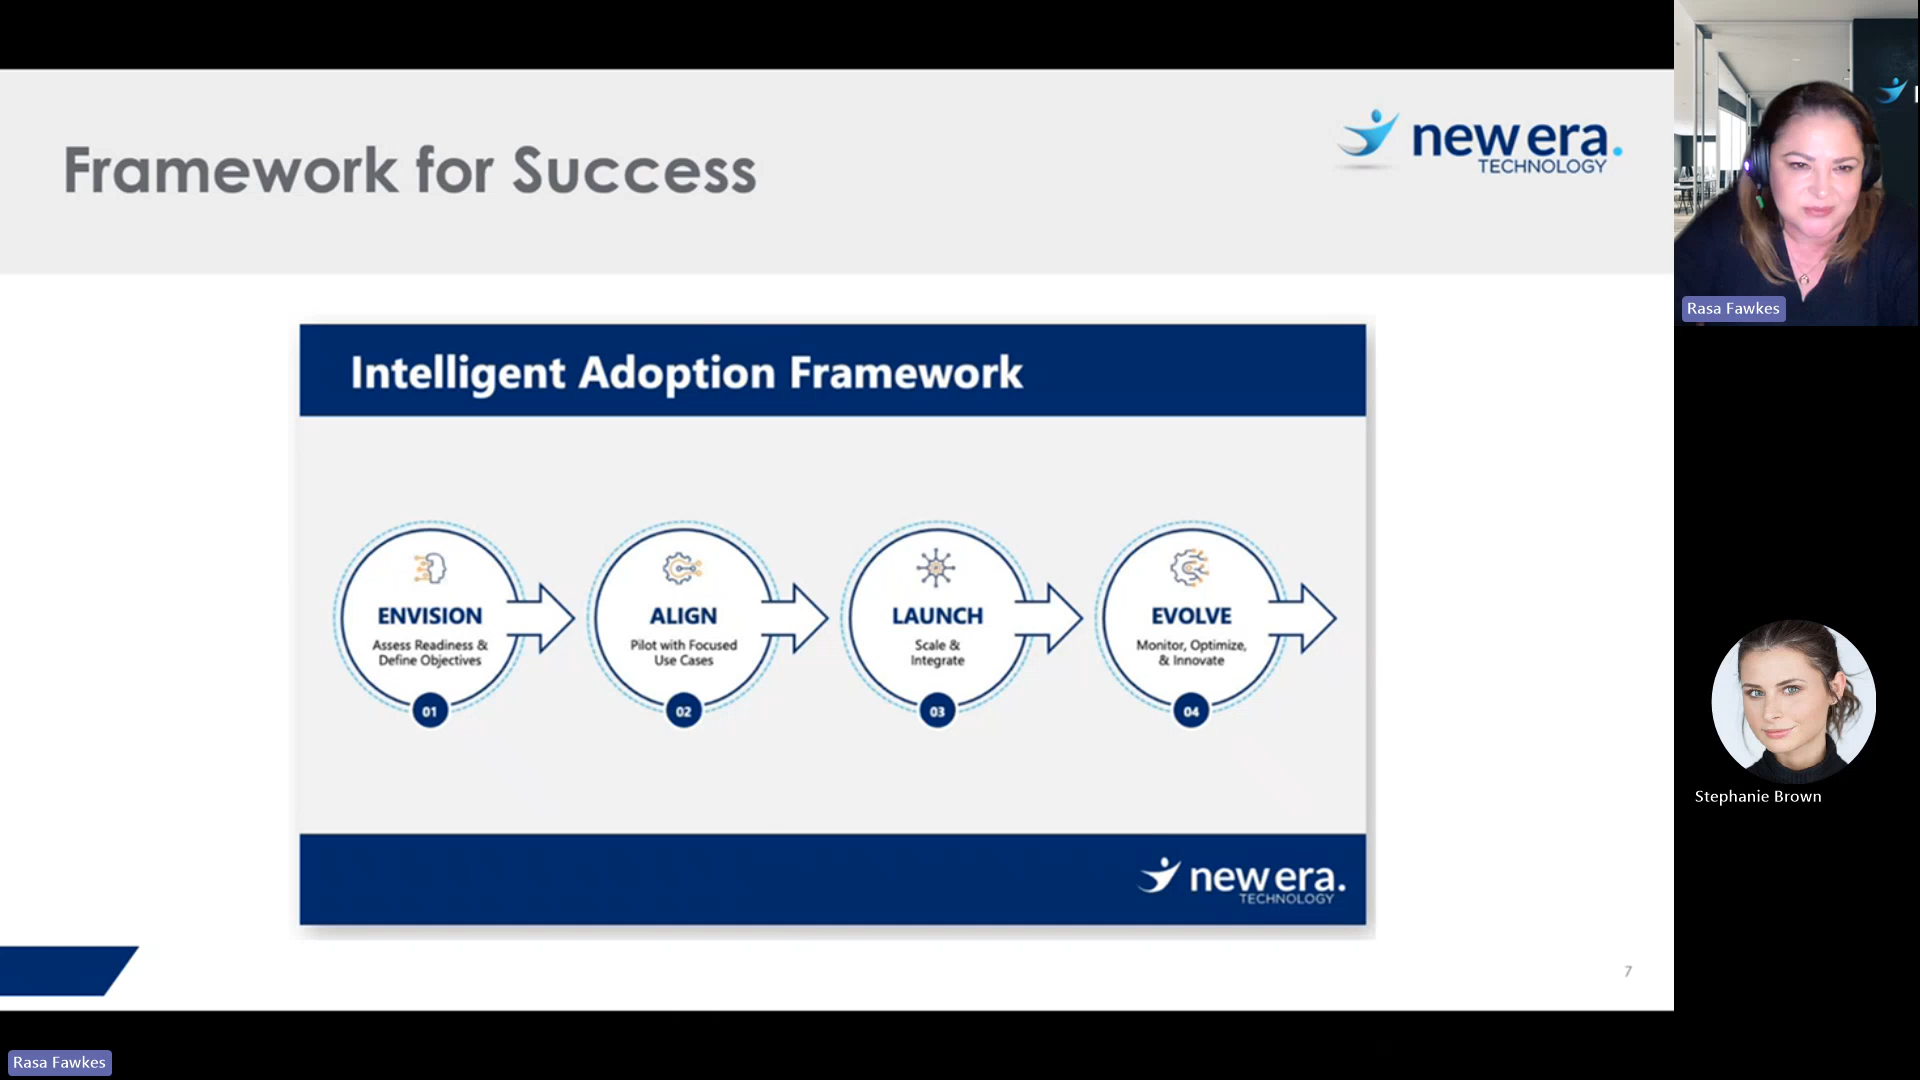 Framework for Success
new era.
TECHNOLOGY
Intelligent Adoption Framework
ENVISION
Assess Readiness &
Define Objectives
01
ALIGN
Pilot with Focused
Use Cases
02
LAUNCH
Scale &
Integrate
03
EVOLVE
Monitor, Optimize,
& Innovate
04
new era.
TECHNOLOGY
7
Rasa Fawkes
Stephanie Brown
Rasa Fawkes